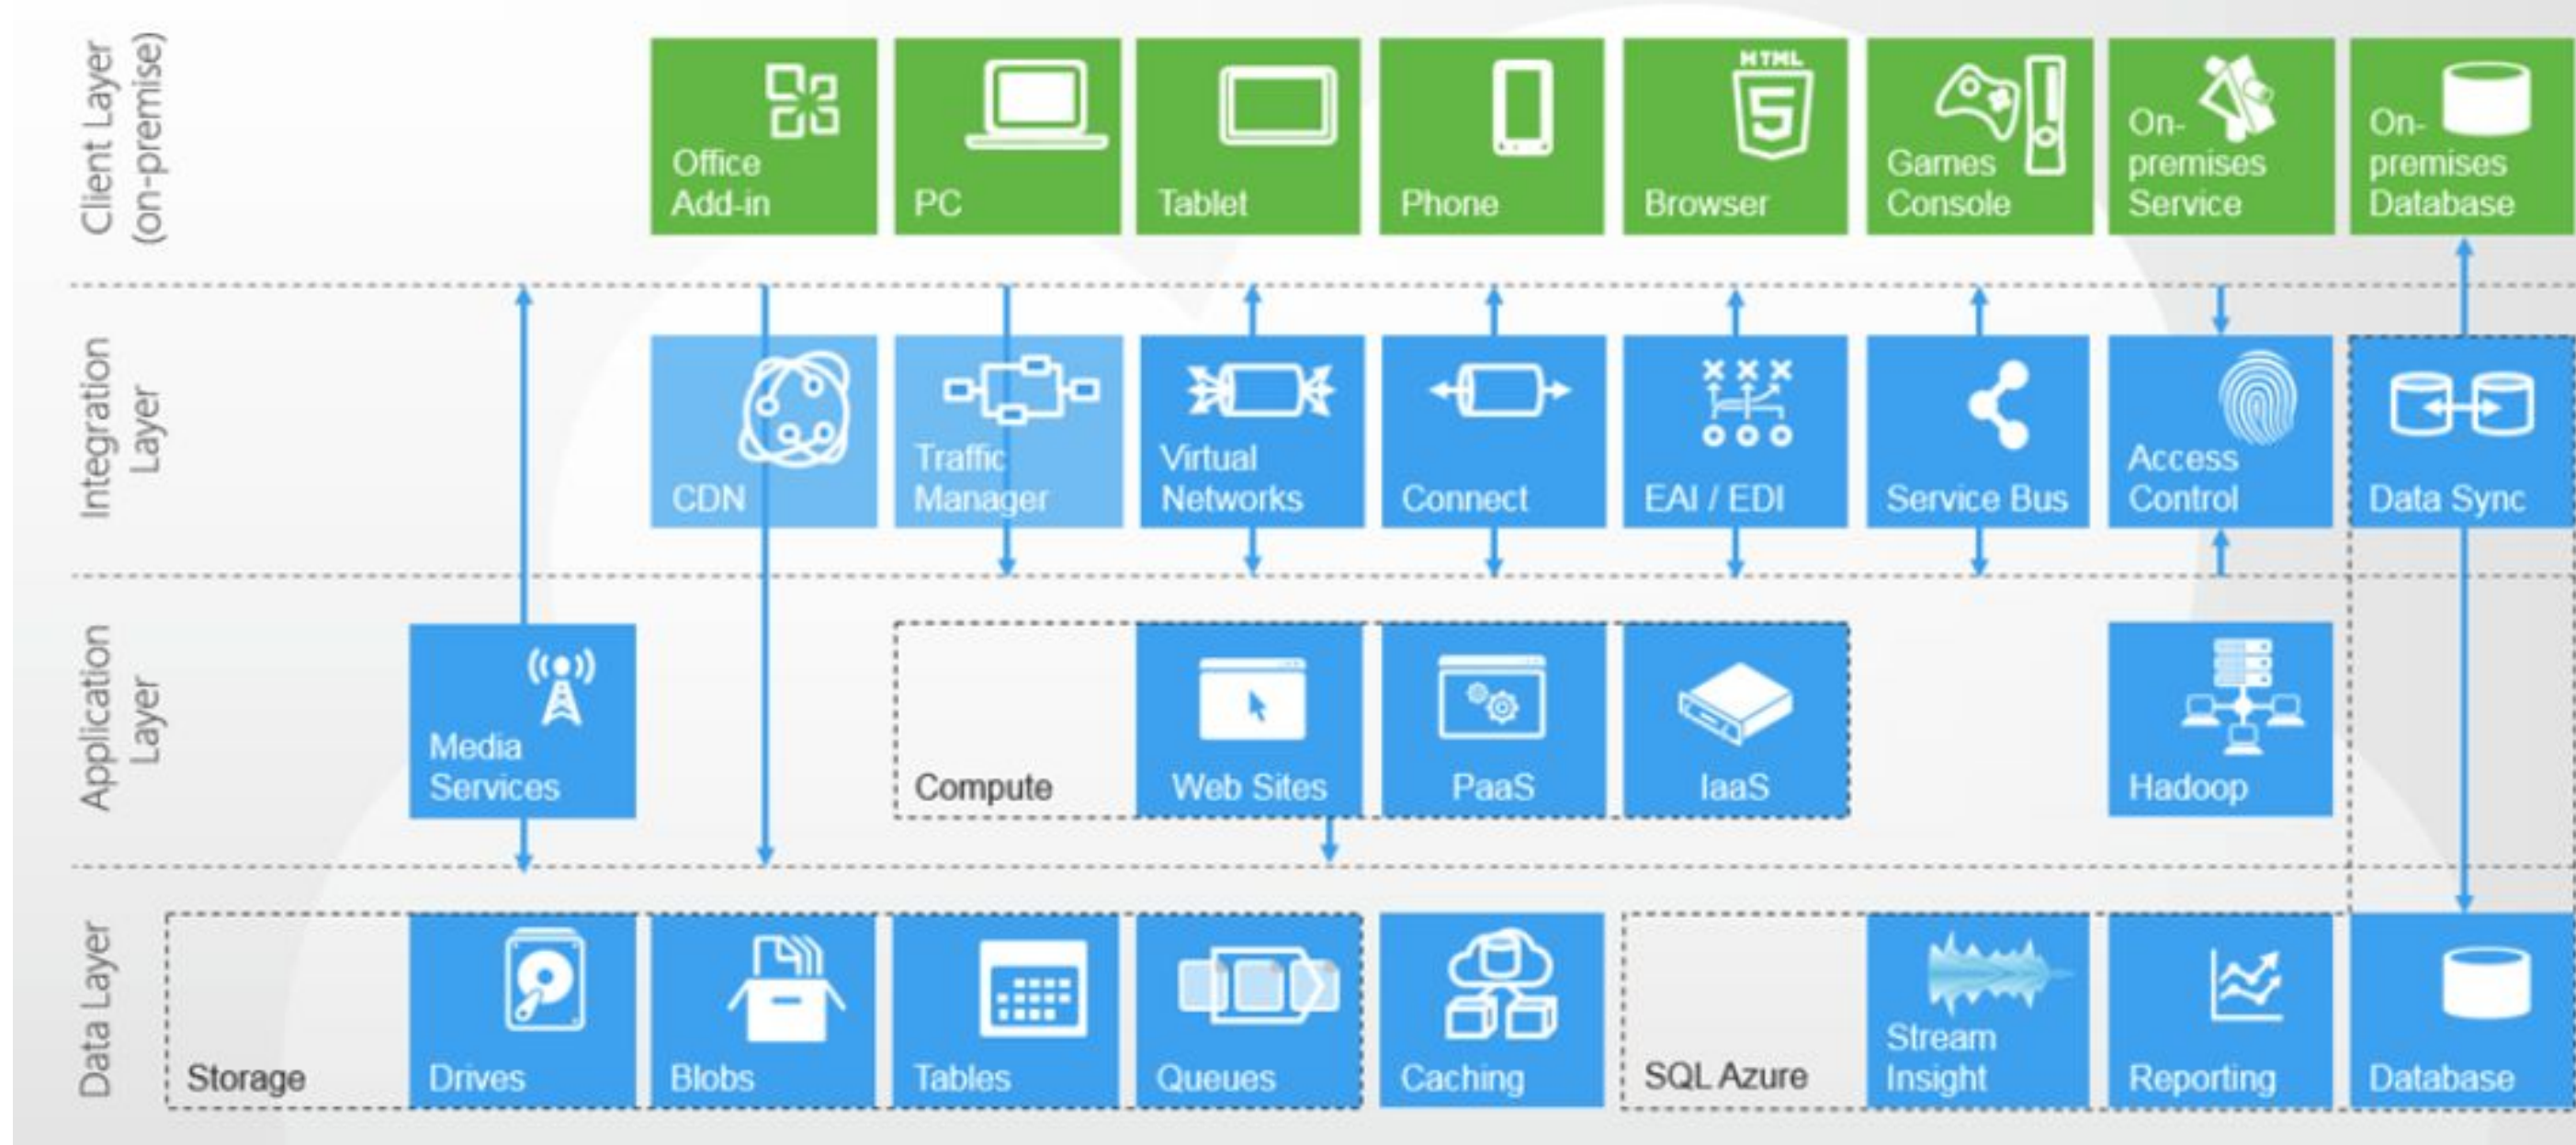 Client Layer
(on-premise)
Office
Add-in
PC
Tablet
Phone
HTML
5
Browser
Games
Console
On-
premises
Service
On-
premises
Database
Integration
Layer
CDN
Traffic
Manager
Virtual
Networks
Connect
EAI / EDI
Service Bus
Access
Control
Data Sync
Application
Layer
Media
Services
Compute
Web Sites
PaaS
IaaS
Hadoop
Data Layer
Storage
Drives
Blobs
Tables
Queues
Caching
SQL Azure
Stream
Insight
Reporting
Database